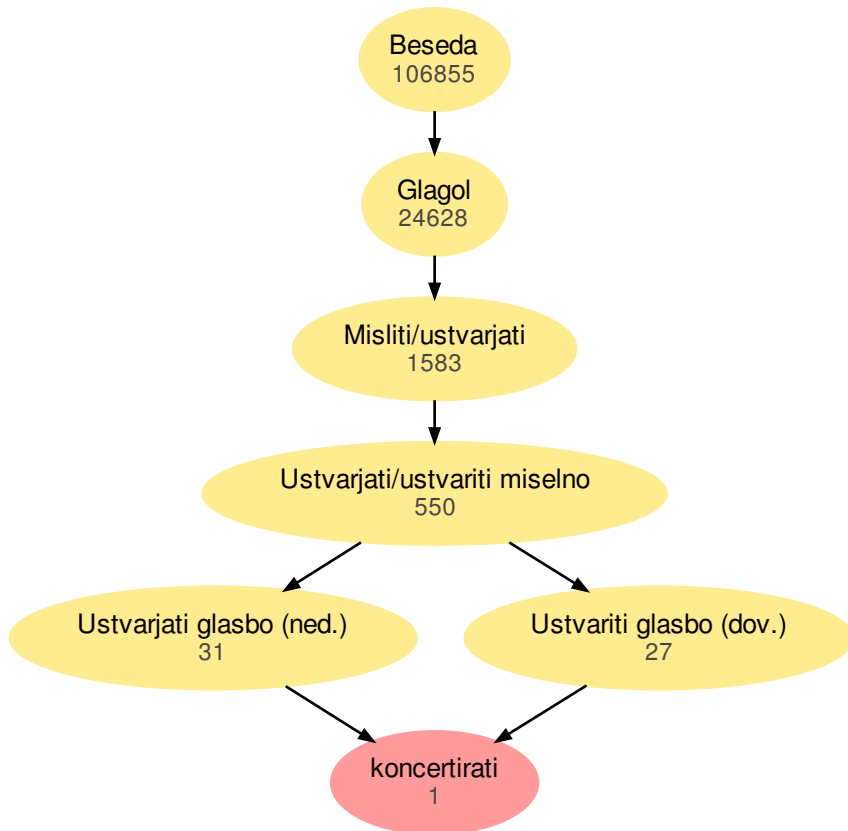 Beseda
106855
Glagol
24628
Misliti/ustvarjati
1583
Ustvarjati/ustvariti miselno
550
Ustvarjati glasbo (ned.)
31
Ustvariti glasbo (dov.)
27
koncertirati
1